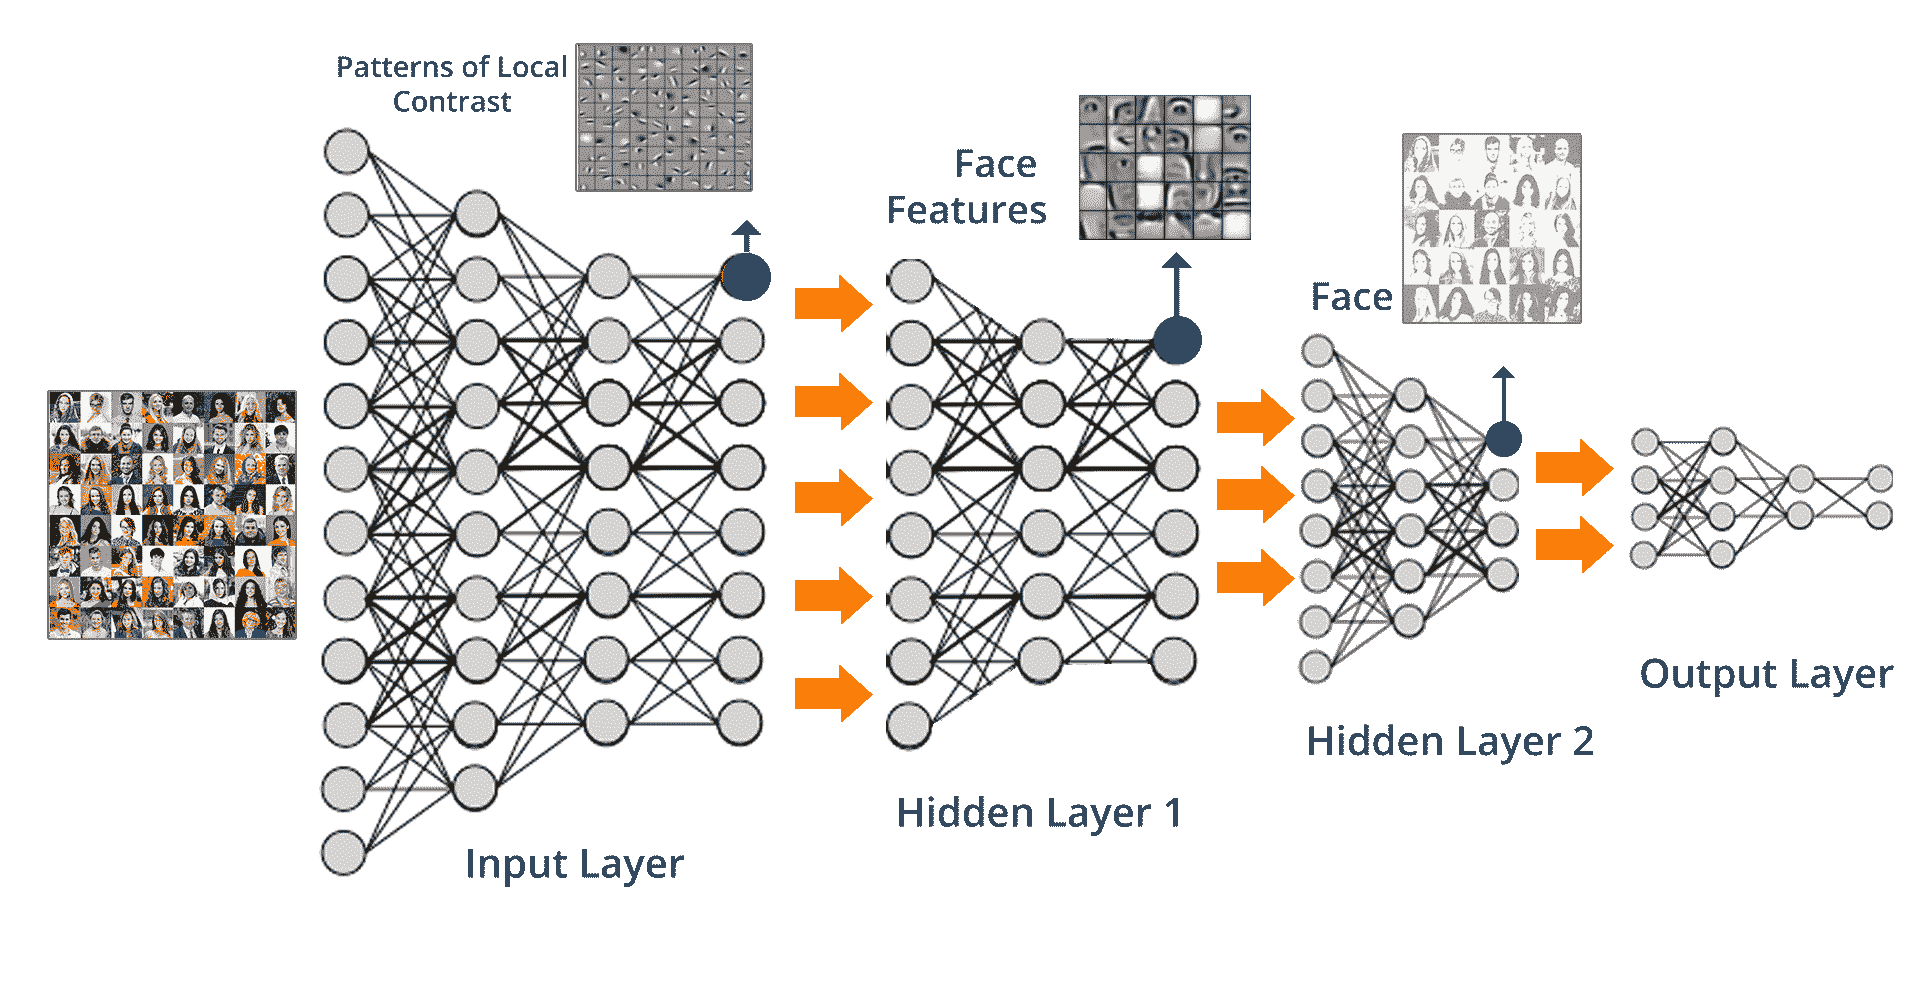 Patterns of Local
Contrast
Face
Features
Face
Input Layer
Hidden Layer 1
Hidden Layer 2
Output Layer